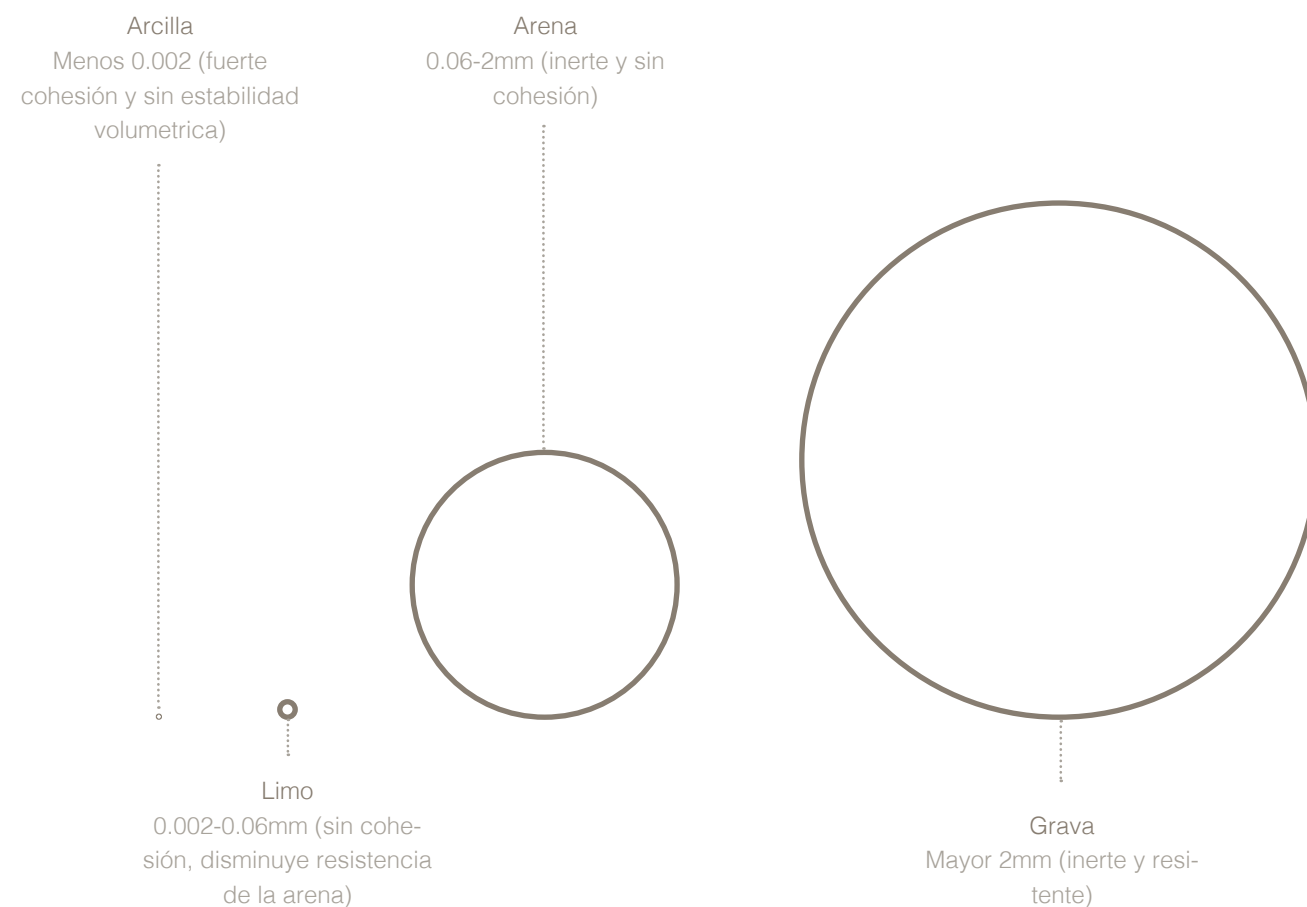 Arcilla
Menos 0.002 (fuerte
cohesión y sin estabilidad
volumetrica)
Arena
0.06-2mm (inerte y sin
cohesión)
Limo
0.002-0.06mm (sin cohe-
sión, disminuye resistencia
de la arena)
Grava
Mayor 2mm (inerte y resi-
tente)